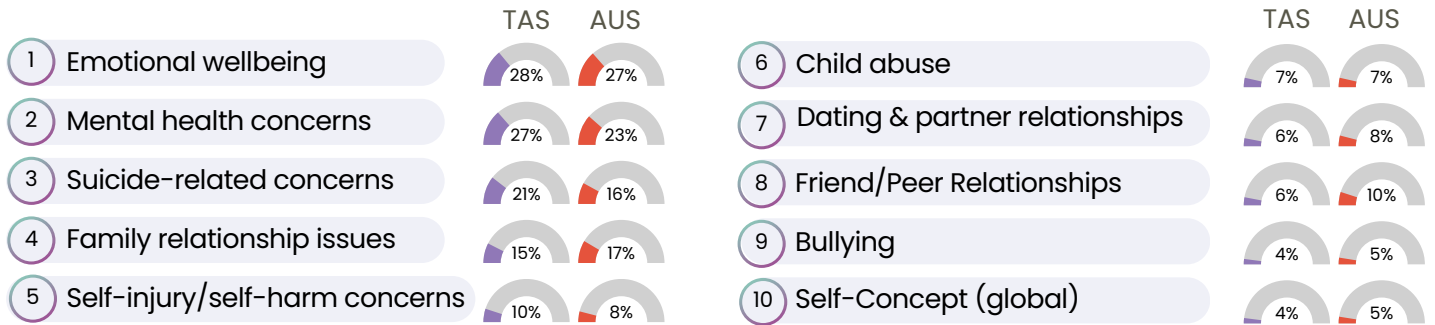 TAS AUS
1 Emotional wellbeing 28% 27%
2 Mental health concerns 27% 23%
3 Suicide-related concerns 21% 16%
4 Family relationship issues 15% 17%
5 Self-injury/self-harm concerns 10% 8%
TAS AUS
6 Child abuse 7% 7%
7 Dating & partner relationships 6% 8%
8 Friend/Peer Relationships 6% 10%
9 Bullying 4% 5%
10 Self-Concept (global) 4% 5%